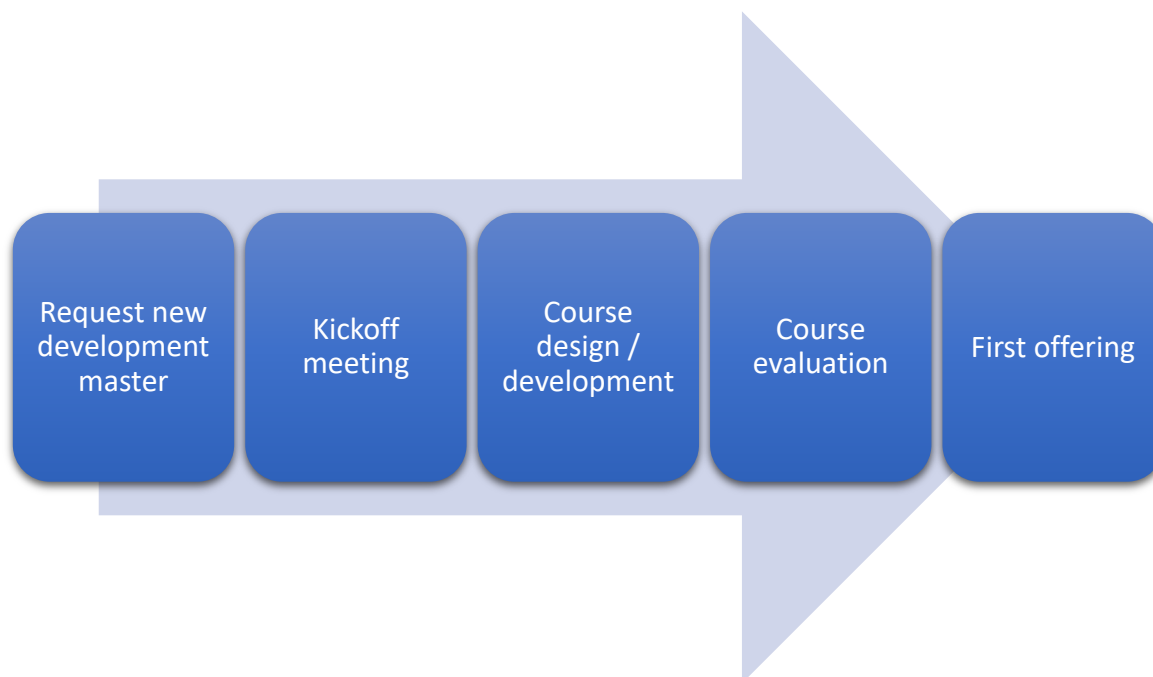 Request new
development
master
Kickoff
meeting
Course
design /
development
Course
evaluation
First offering